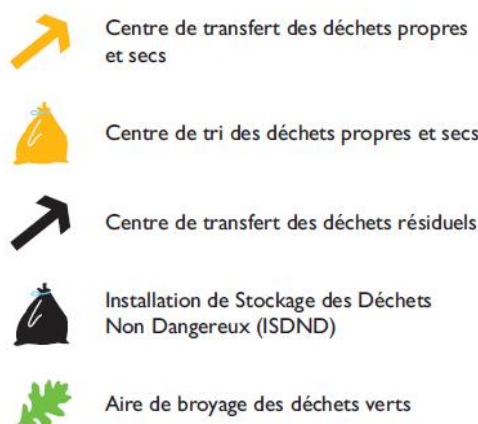 Centre de transfert des déchets propres
et secs
Centre de tri des déchets propres et secs
Centre de transfert des déchets résiduels
Installation de Stockage des Déchets
Non Dangereux (ISDND)
Aire de broyage des déchets verts